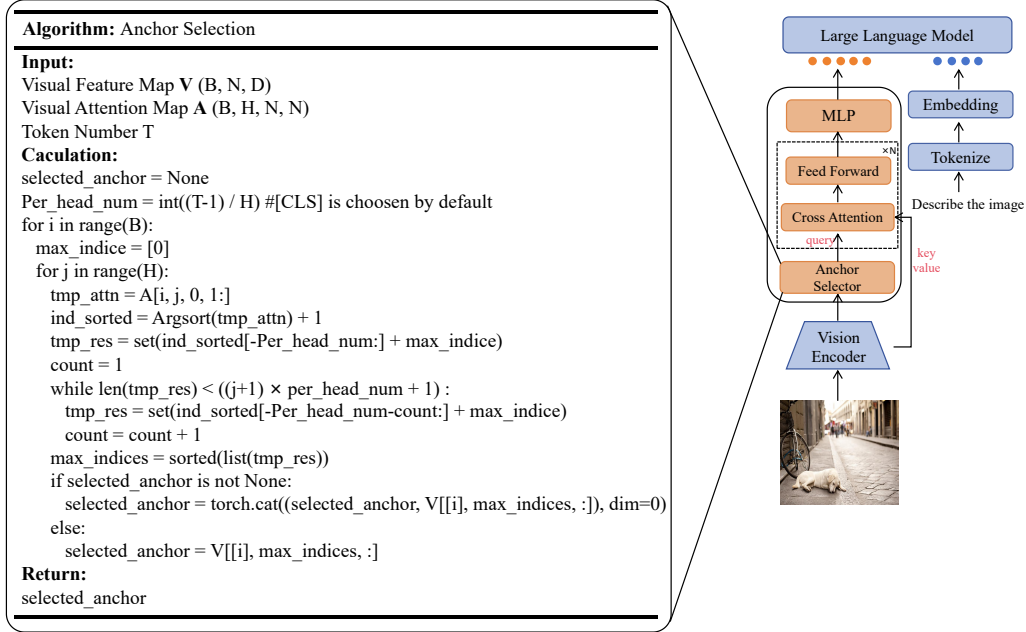 Algorithm: Anchor Selection
Input:
Visual Feature Map V (B, N, D)
Visual Attention Map A (B, H, N, N)
Token Number T
Caculation:
selected_anchor = None
Per_head_num = int((T-1) / H) #[CLS] is choosen by default
for i in range(B):
max_indice = [0]
for j in range(H):
tmp_attn = A[i, j, 0, 1:]
ind_sorted = Argsort(tmp_attn) + 1
tmp_res = set(ind_sorted[-Per_head_num:] + max_indice)
count = 1
while len(tmp_res) < ((j+1) × per_head_num + 1) :
tmp_res = set(ind_sorted[-Per_head_num-count:] + max_indice)
count = count + 1
max_indices = sorted(list(tmp_res))
if selected_anchor is not None:
selected_anchor = torch.cat((selected_anchor, V[[i], max_indices, :]), dim=0)
else:
selected_anchor = V[[i], max_indices, :]
Return:
selected_anchor
Large Language Model
MLP
Embedding
×N
Feed Forward
Tokenize
Cross Attention
Describe the image
query
key
value
Anchor
Selector
Vision
Encoder